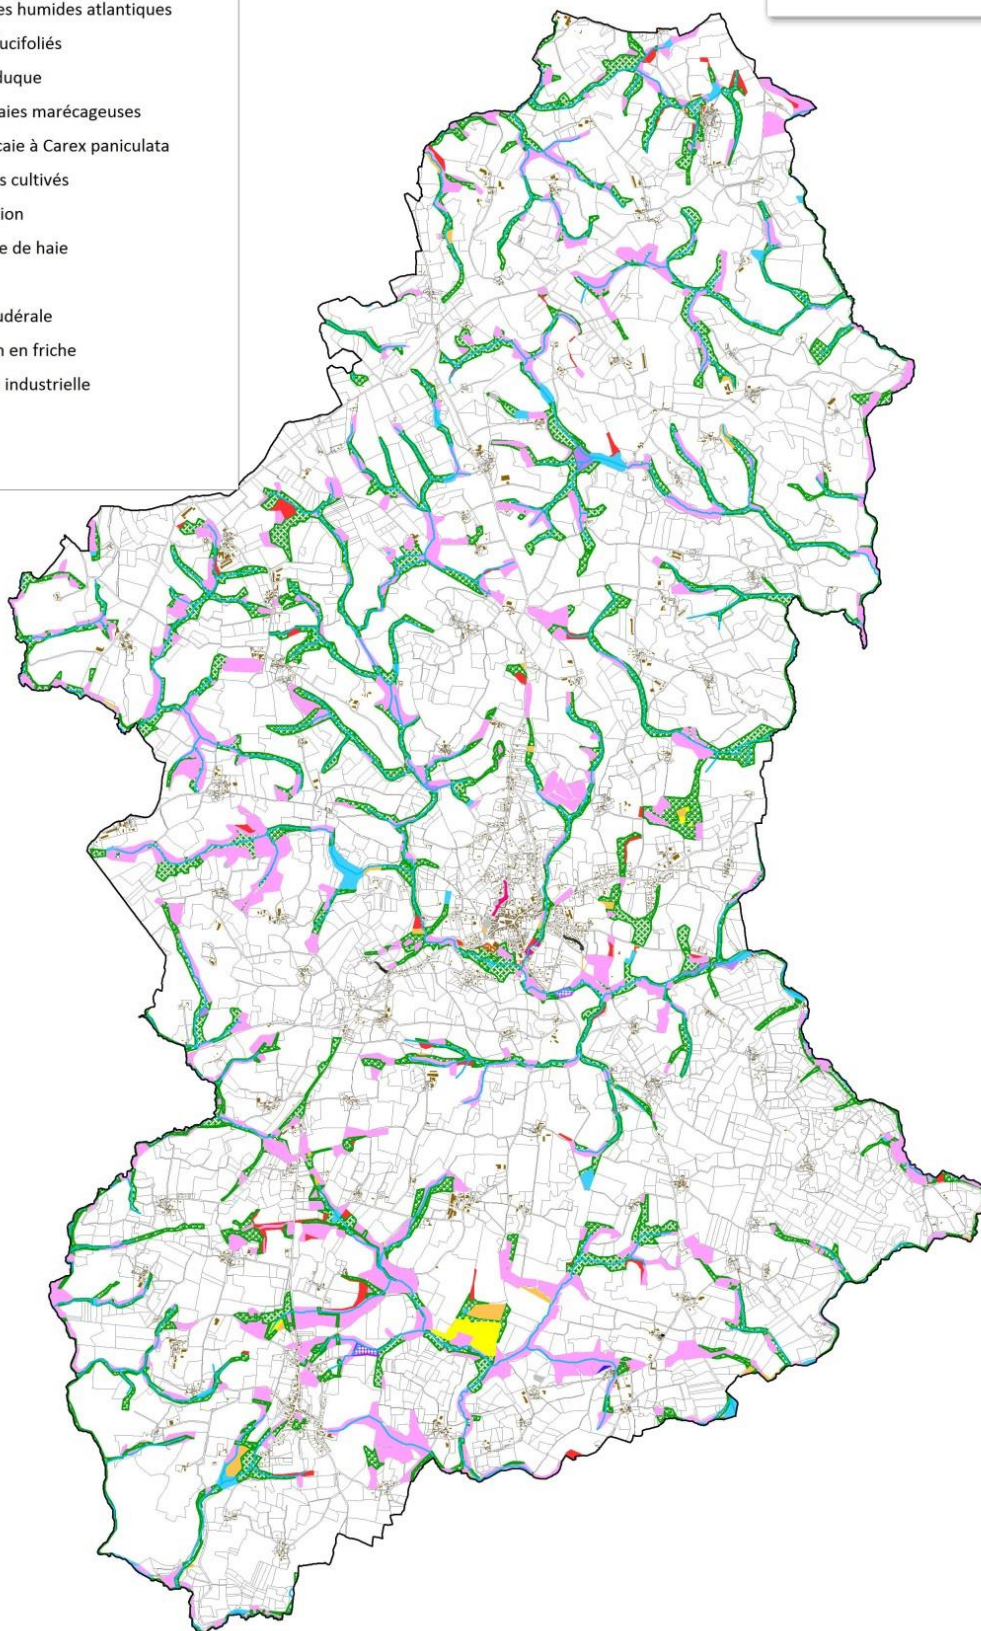 es humides atlantiques
ucifoliés
duque
aies marécageuses
caie à Carex paniculata
s cultivés
ion
e de haie
udérale
n en friche
industrielle